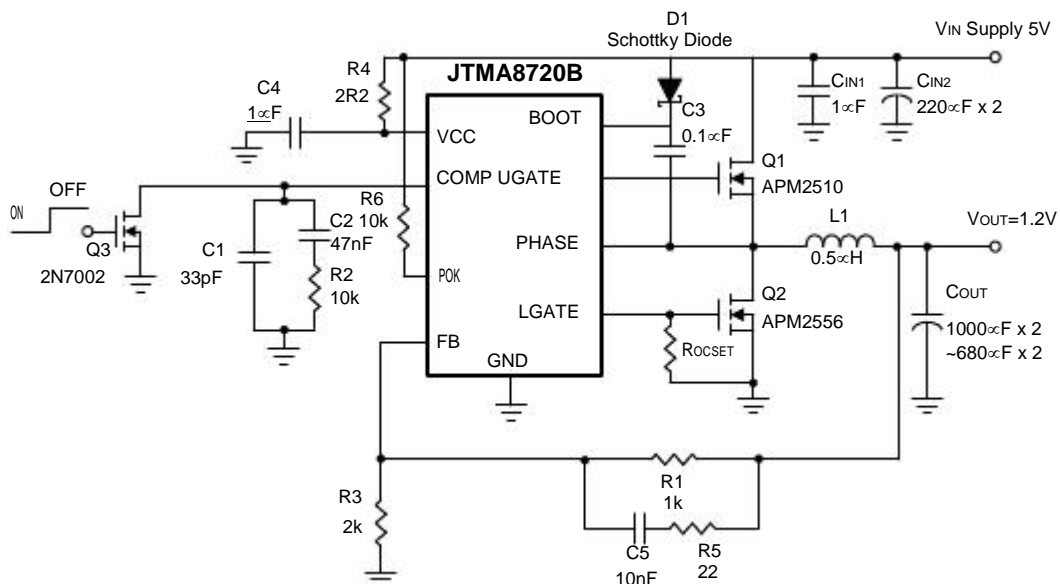 D1
Schottky Diode
VIN Supply 5V
JTMA8720B
R4
2R2
C4
1∝F
VCC
BOOT
C3
0.1∝F
CIN1
1∝F
CIN2
220∝F x 2
COMP UGATE
Q1
APM2510
ON
OFF
Q3
2N7002
C1
33pF
C2
47nF
R2
10k
R6
10k
POK
PHASE
L1
0.5∝H
VOUT=1.2V
LGATE
Q2
APM2556
ROCSET
COUT
1000∝F x 2
~680∝F x 2
FB
GND
R3
2k
R1
1k
C5
10nF
R5
22